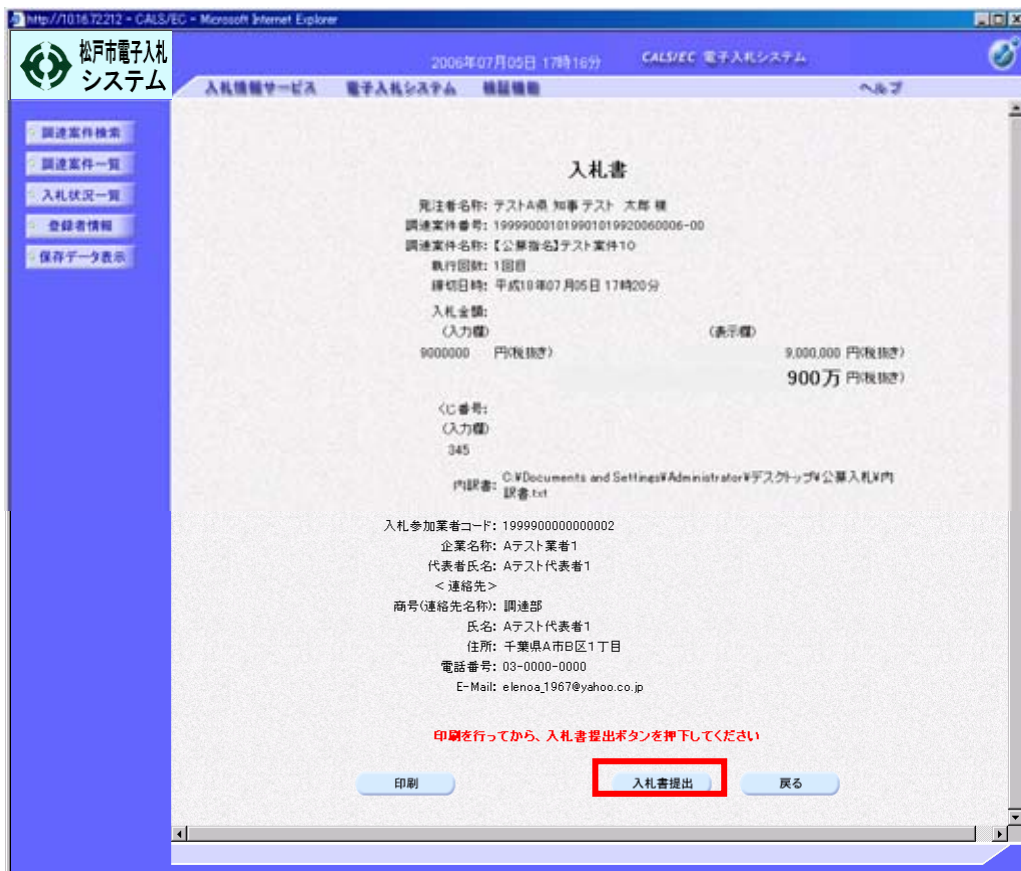 http://10.16.72.212 - CALS/EC - Microsoft Internet Explorer
松戸市電子入札
システム
2006年07月05日 17時16分
CALS/EC 電子入札システム
入札情報サービス 電子入札システム 検証機能 ヘルプ
調達案件検索
調達案件一覧
入札状況一覧
登録者情報
保存データ表示
入札書
発注者名称: テストA県 知事 テスト 太郎 様
調達案件番号: 199990001019901019920060006-00
調達案件名称:【公募指名】テスト案件10
執行回数: 1回目
締切日時: 平成18年07月05日 17時20分
入札金額:
(入力欄) (表示欄)
9000000 円(税抜き) 9,000,000 円(税抜き)
900万 円(税抜き)
くじ番号:
(入力欄)
345
内訳書: C:¥Documents and Settings¥Administrator¥デスクトップ¥公募入札¥内
訳書.txt
入札参加業者コード: 1999900000000002
企業名称: Aテスト業者1
代表者氏名: Aテスト代表者1
<連絡先>
商号(連絡先名称): 調達部
氏名: Aテスト代表者1
住所: 千葉県A市B区1丁目
電話番号: 03-0000-0000
E-Mail: elenoa_1967@yahoo.co.jp
印刷を行ってから、入札書提出ボタンを押下してください
印刷 入札書提出 戻る